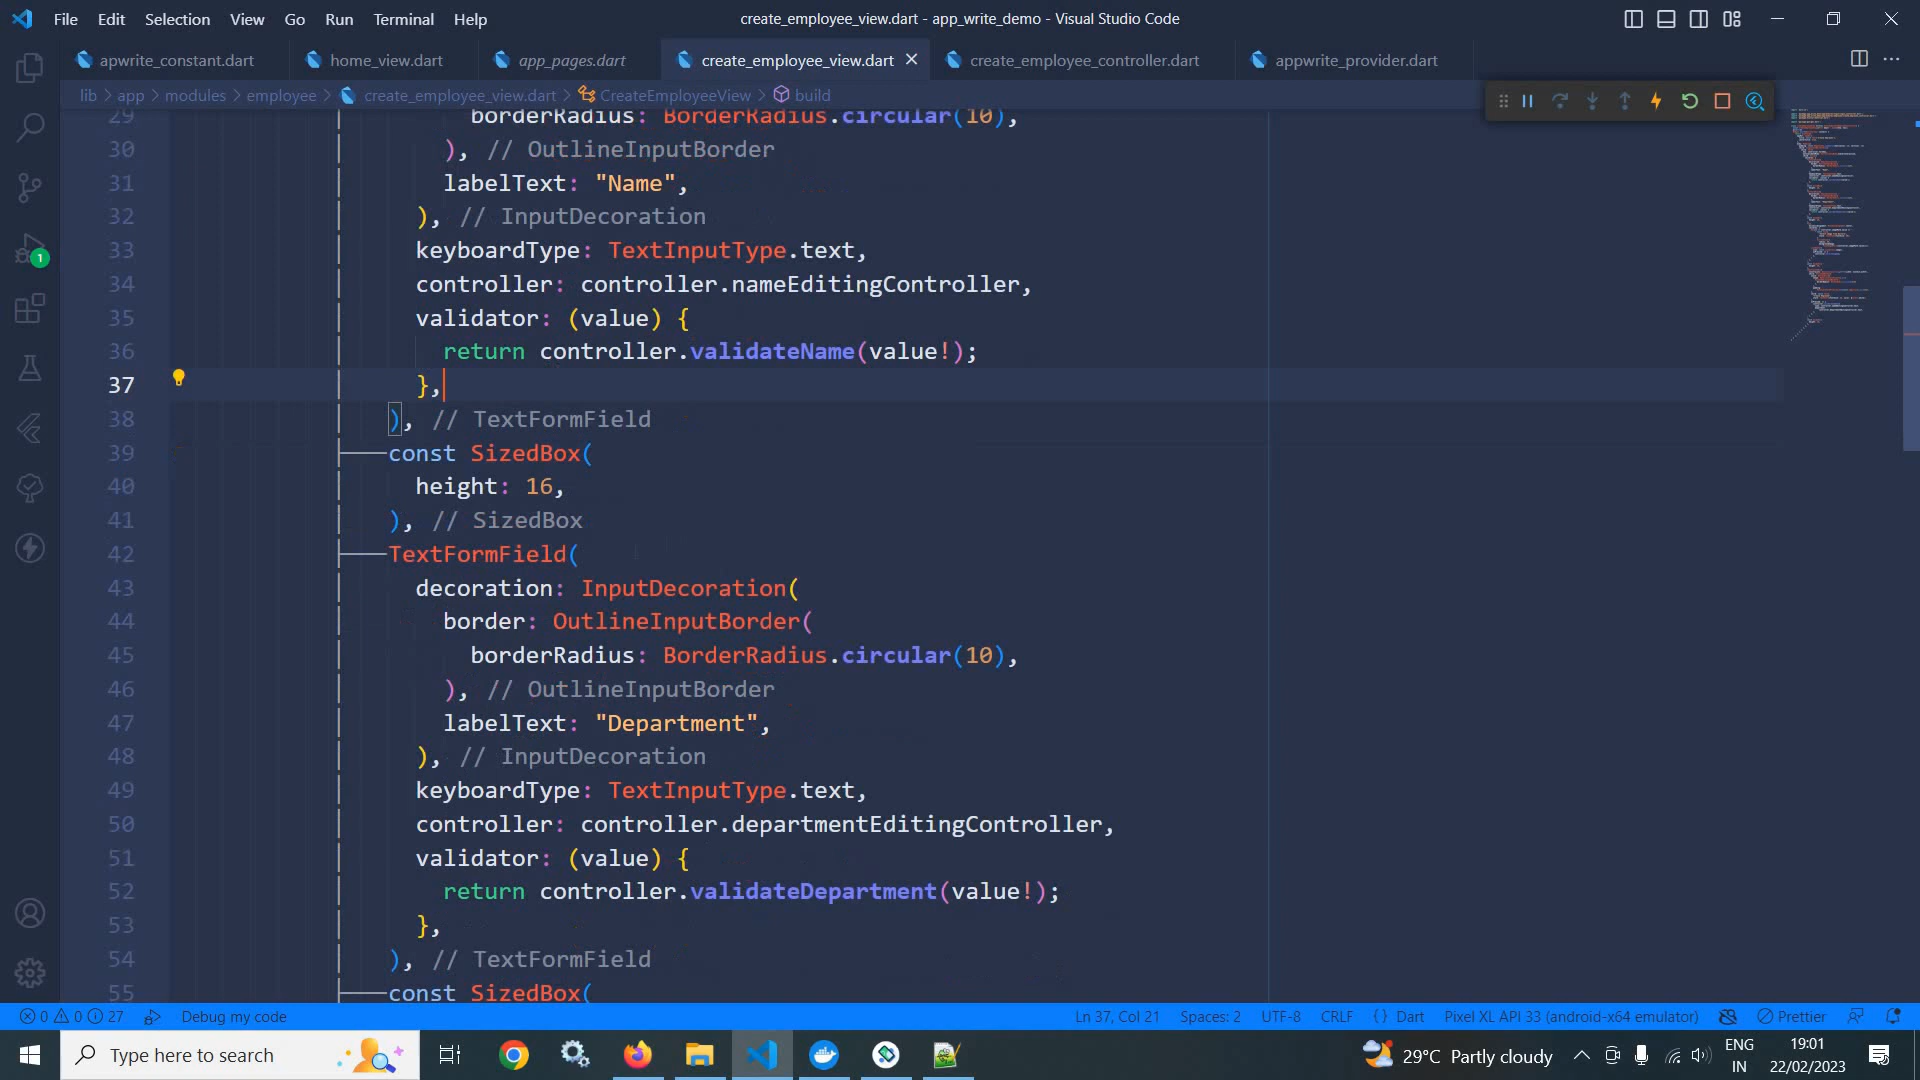 File Edit Selection View Go Run Terminal Help
create_employee_view.dart - app_write_demo - Visual Studio Code
apwrite_constant.dart
home_view.dart
app_pages.dart
create_employee_view.dart
create_employee_controller.dart
appwrite_provider.dart
lib > app > modules > employee > create_employee_view.dart > CreateEmployeeView > build
29 borderRadius: BorderRadius.circular(10),
30 ), // OutlineInputBorder
31 labelText: "Name",
32 ), // InputDecoration
33 keyboardType: TextInputType.text,
34 controller: controller.nameEditingController,
35 validator: (value) {
36 return controller.validateName(value!);
37 },
38 ), // TextFormField
39 const SizedBox(
40 height: 16,
41 ), // SizedBox
42 TextFormField(
43 decoration: InputDecoration(
44 border: OutlineInputBorder(
45 borderRadius: BorderRadius.circular(10),
46 ), // OutlineInputBorder
47 labelText: "Department",
48 ), // InputDecoration
49 keyboardType: TextInputType.text,
50 controller: controller.departmentEditingController,
51 validator: (value) {
52 return controller.validateDepartment(value!);
53 },
54 ), // TextFormField
55 const SizedBox(
1
0 0 27 Debug my code
Ln 37, Col 21 Spaces: 2 UTF-8 CRLF {} Dart Pixel XL API 33 (android-x64 emulator) Prettier
Type here to search
29°C Partly cloudy
ENG
IN
19:01
22/02/2023